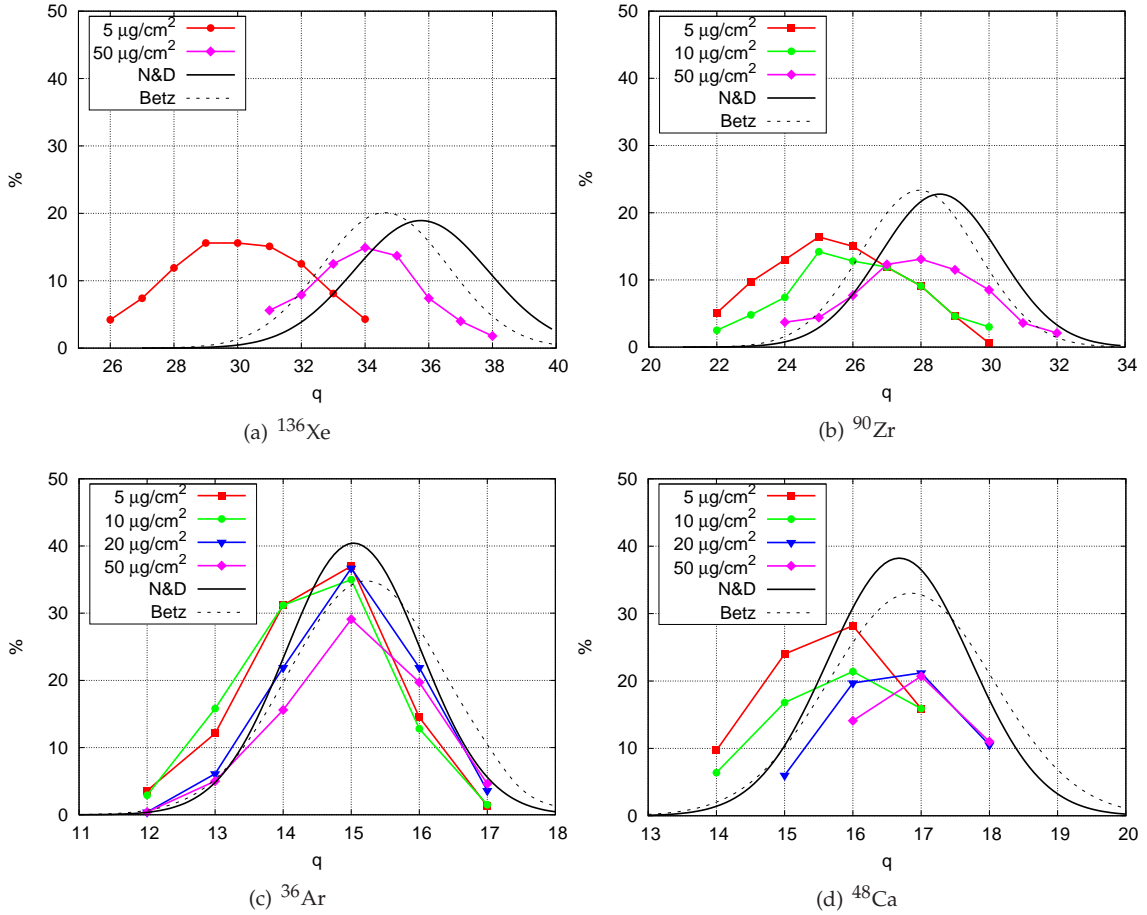 50
40
30
20
10
0
26 28 30 32 34 36 38 40
%
q
5 μg/cm²
50 μg/cm²
N&D
Betz
(a) ¹³⁶Xe
50
40
30
20
10
0
20 22 24 26 28 30 32 34
%
q
5 μg/cm²
10 μg/cm²
50 μg/cm²
N&D
Betz
(b) ⁹⁰Zr
50
40
30
20
10
0
11 12 13 14 15 16 17 18
%
q
5 μg/cm²
10 μg/cm²
20 μg/cm²
50 μg/cm²
N&D
Betz
(c) ³⁶Ar
50
40
30
20
10
0
13 14 15 16 17 18 19 20
%
q
5 μg/cm²
10 μg/cm²
20 μg/cm²
50 μg/cm²
N&D
Betz
(d) ⁴⁸Ca